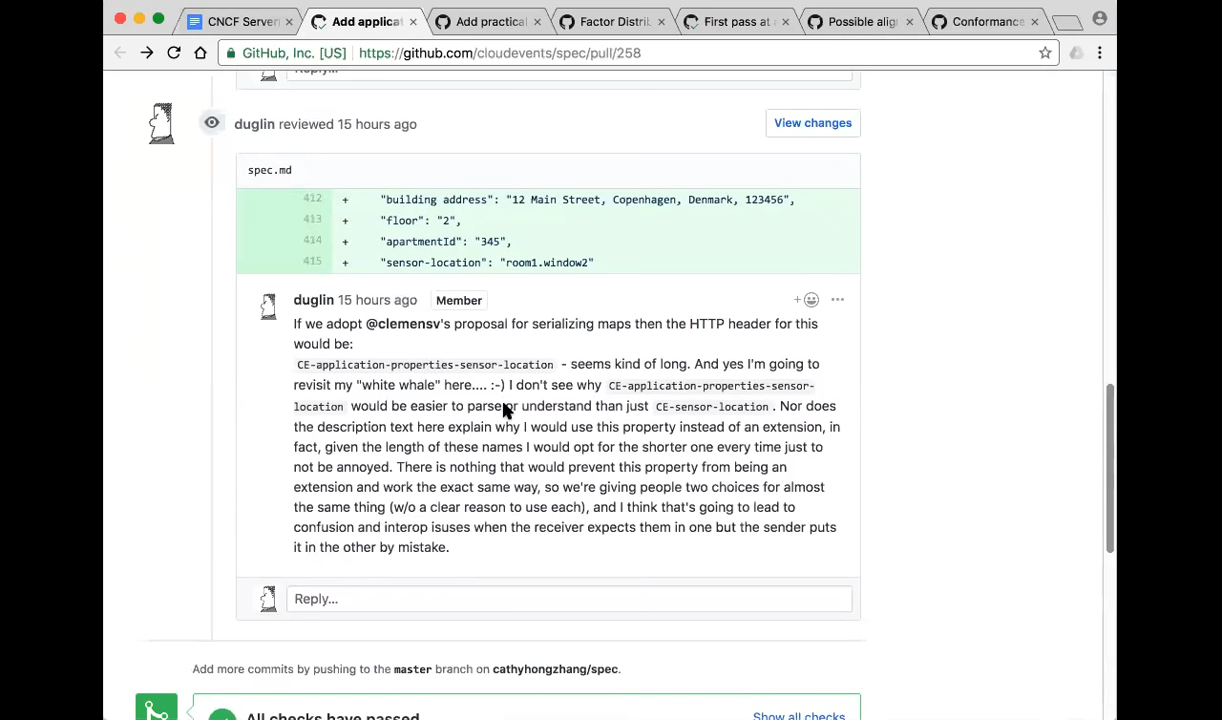 CNCF Server
Add applicat
Add practical
Factor Distrib
First pass at
Possible alig
Conformance
GitHub, Inc. [US]
https://github.com/cloudevents/spec/pull/258
Reply...
duglin reviewed 15 hours ago
View changes
spec.md
412 + "building address": "12 Main Street, Copenhagen, Denmark, 123456",
413 + "floor": "2",
414 + "apartmentId": "345",
415 + "sensor-location": "room1.window2"
duglin 15 hours ago Member
If we adopt @clemensv's proposal for serializing maps then the HTTP header for this
would be:
CE-application-properties-sensor-location - seems kind of long. And yes I'm going to
revisit my "white whale" here.... :-) I don't see why CE-application-properties-sensor-
location would be easier to parse or understand than just CE-sensor-location . Nor does
the description text here explain why I would use this property instead of an extension, in
fact, given the length of these names I would opt for the shorter one every time just to
not be annoyed. There is nothing that would prevent this property from being an
extension and work the exact same way, so we're giving people two choices for almost
the same thing (w/o a clear reason to use each), and I think that's going to lead to
confusion and interop isuses when the receiver expects them in one but the sender puts
it in the other by mistake.
Reply...
Add more commits by pushing to the master branch on cathyhongzhang/spec.
All checks have passed
Show all checks